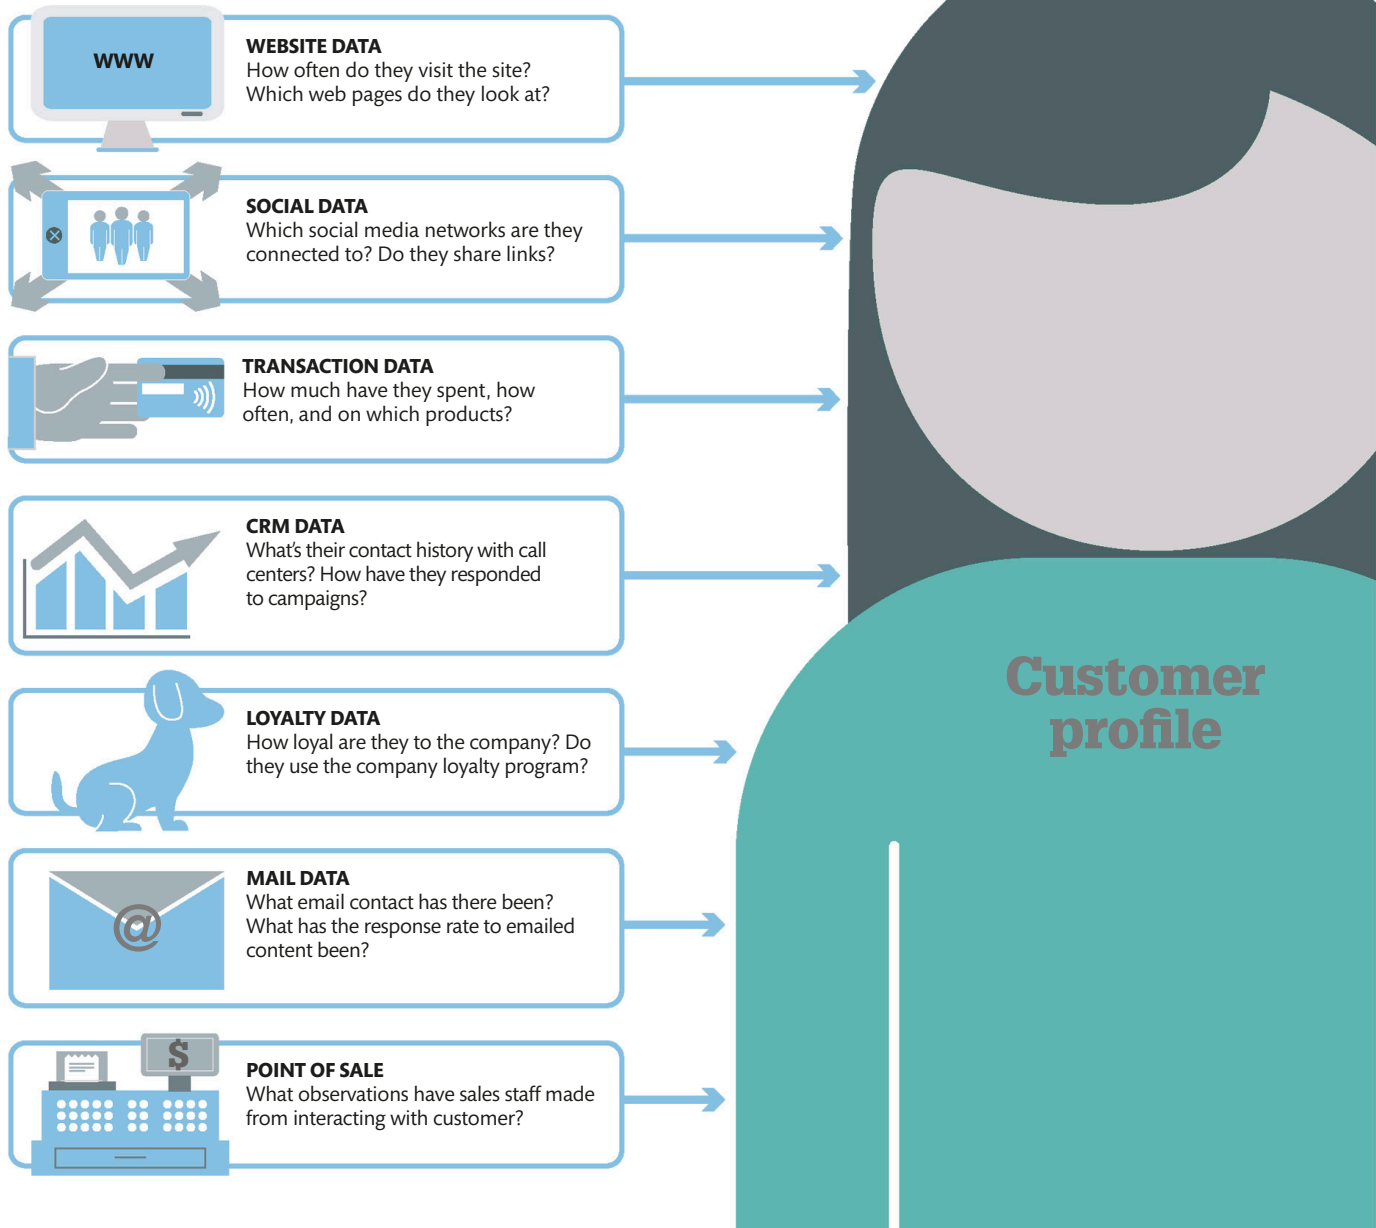 WWW
WEBSITE DATA
How often do they visit the site?
Which web pages do they look at?
SOCIAL DATA
Which social media networks are they
connected to? Do they share links?
TRANSACTION DATA
How much have they spent, how
often, and on which products?
CRM DATA
What's their contact history with call
centers? How have they responded
to campaigns?
Customer
profile
LOYALTY DATA
How loyal are they to the company? Do
they use the company loyalty program?
MAIL DATA
What email contact has there been?
What has the response rate to emailed
content been?
@
$
POINT OF SALE
What observations have sales staff made
from interacting with customer?